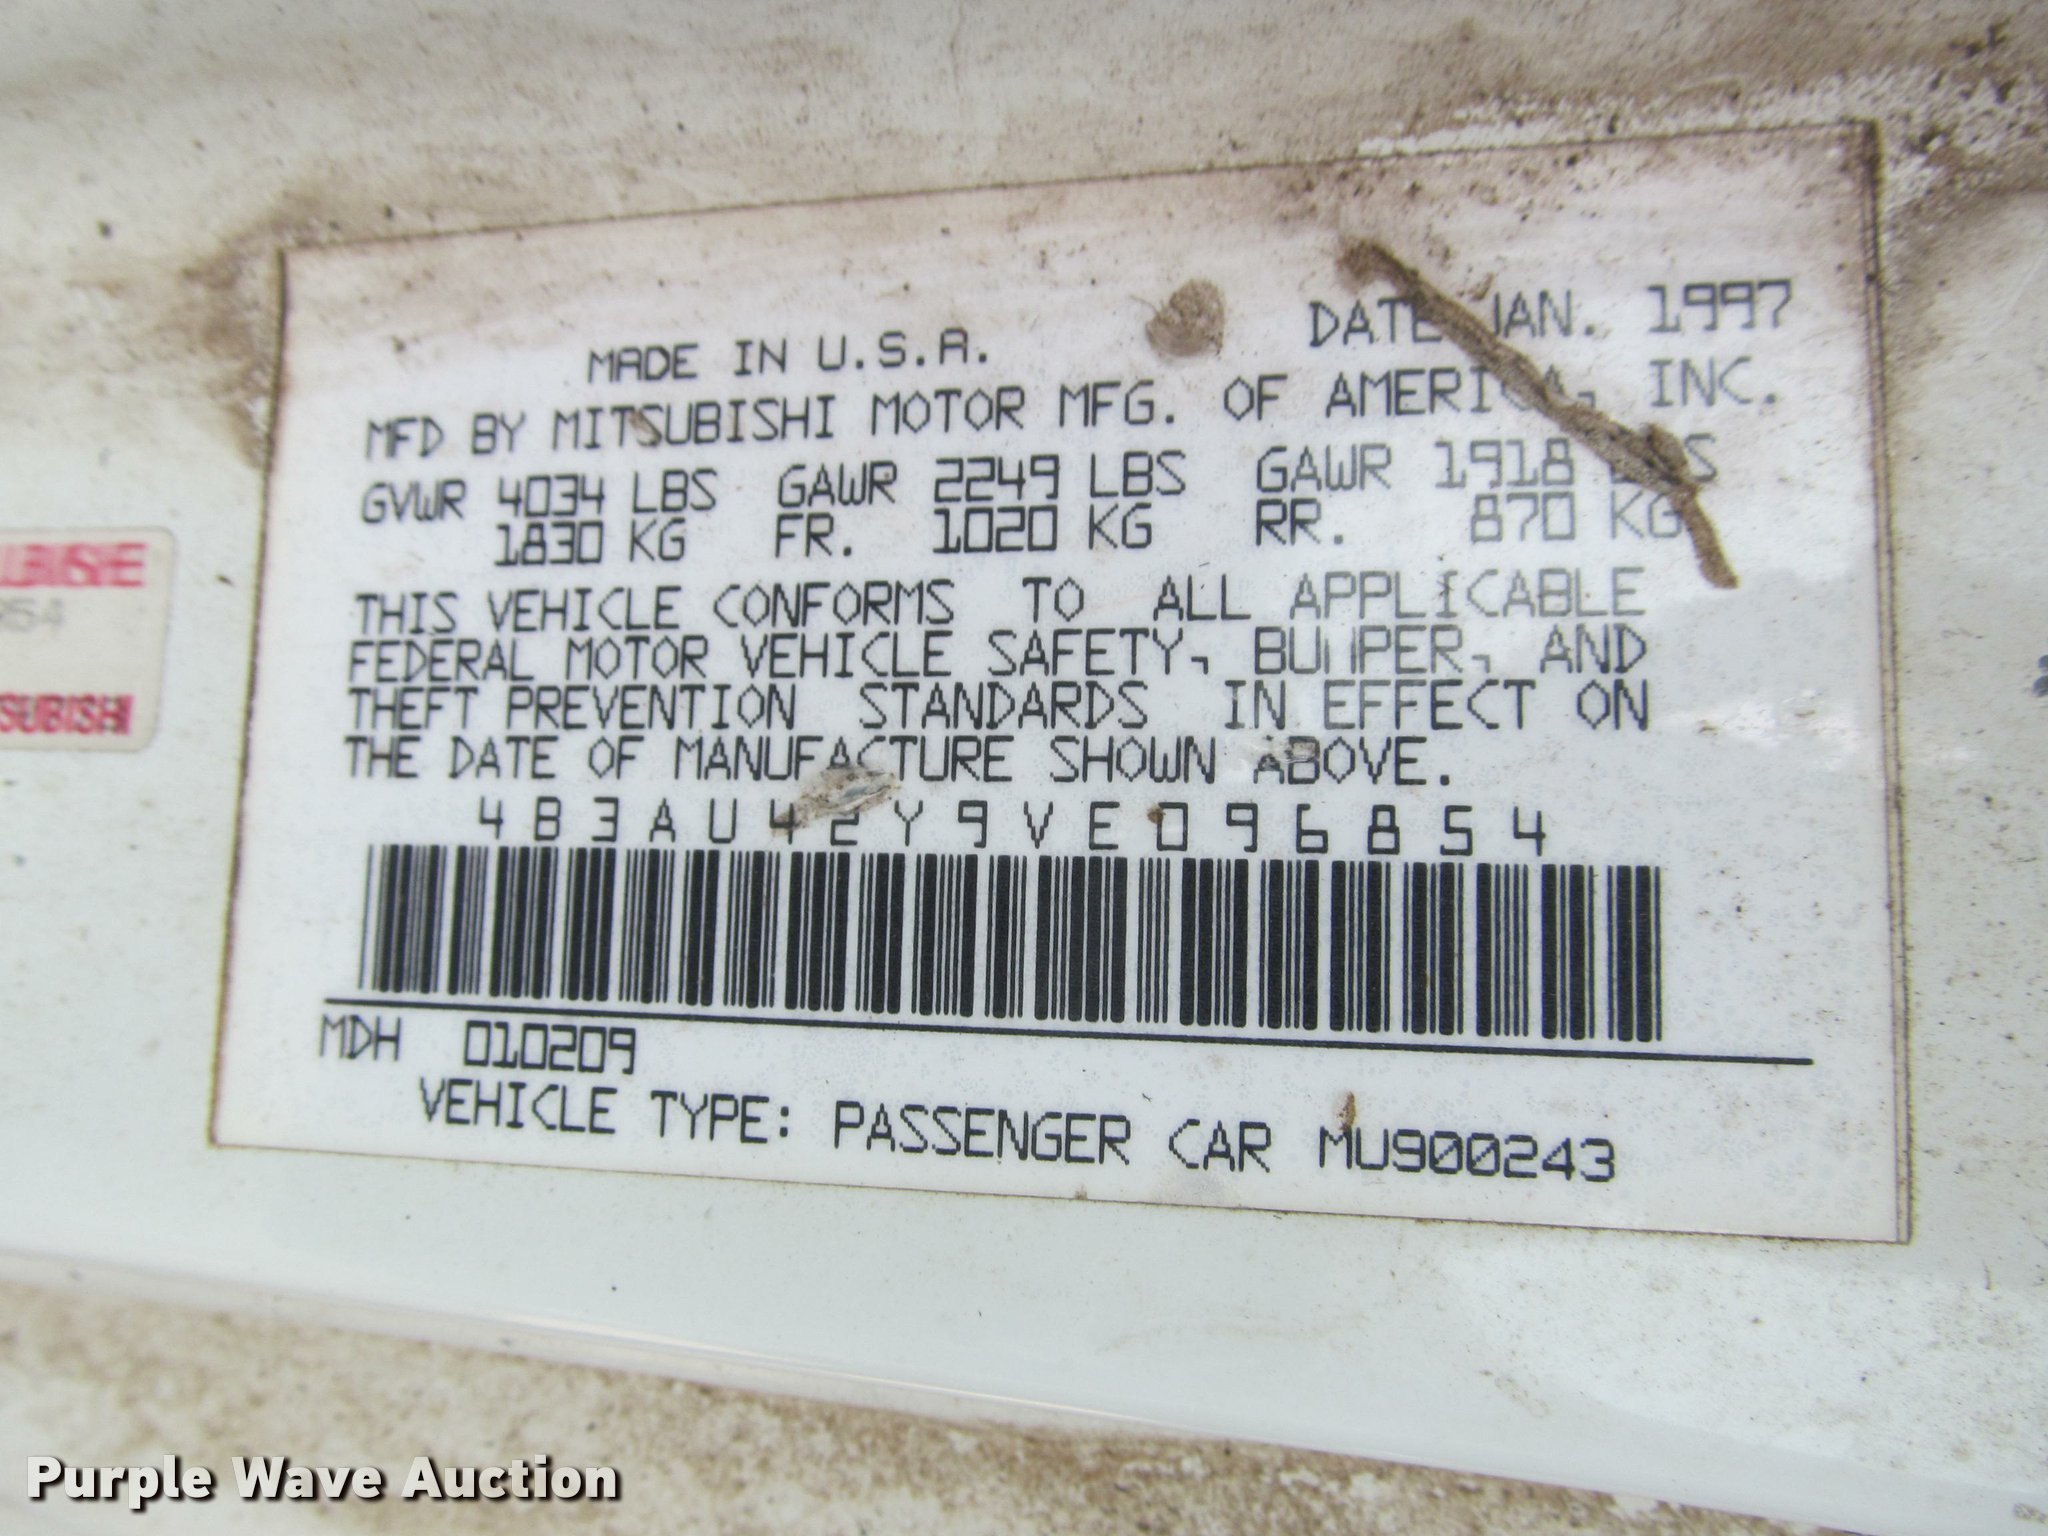 DATE JAN. 1997
MADE IN U.S.A.
MFD BY MITSUBISHI MOTOR MFG. OF AMERICA, INC.
GVWR 4034 LBS GAWR 2249 LBS GAWR 1918 LBS
1830 KG FR. 1020 KG RR. 870 KG
THIS VEHICLE CONFORMS TO ALL APPLICABLE
FEDERAL MOTOR VEHICLE SAFETY, BUMPER, AND
THEFT PREVENTION STANDARDS IN EFFECT ON
THE DATE OF MANUFACTURE SHOWN ABOVE.
4B3AU42Y9VE096854
MDH 010209
VEHICLE TYPE: PASSENGER CAR MU900243
854
SUBISHI
Purple Wave Auction